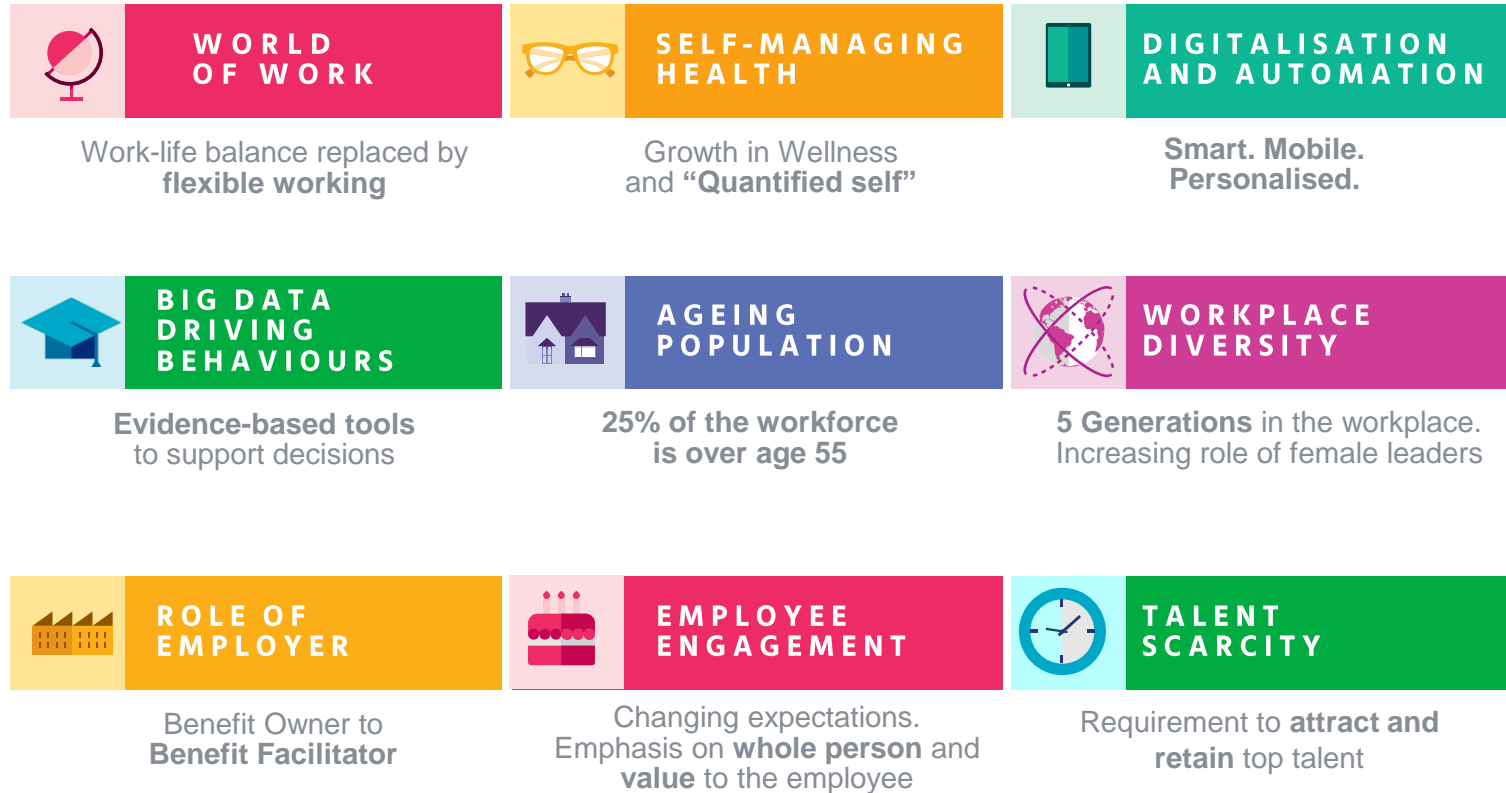 WORLD
OF WORK
Work-life balance replaced by
flexible working
SELF-MANAGING
HEALTH
Growth in Wellness
and “Quantified self”
DIGITALISATION
AND AUTOMATION
Smart. Mobile.
Personalised.
BIG DATA
DRIVING
BEHAVIOURS
Evidence-based tools
to support decisions
AGEING
POPULATION
25% of the workforce
is over age 55
WORKPLACE
DIVERSITY
5 Generations in the workplace.
Increasing role of female leaders
ROLE OF
EMPLOYER
Benefit Owner to
Benefit Facilitator
EMPLOYEE
ENGAGEMENT
Changing expectations.
Emphasis on whole person and
value to the employee
TALENT
SCARCITY
Requirement to attract and
retain top talent